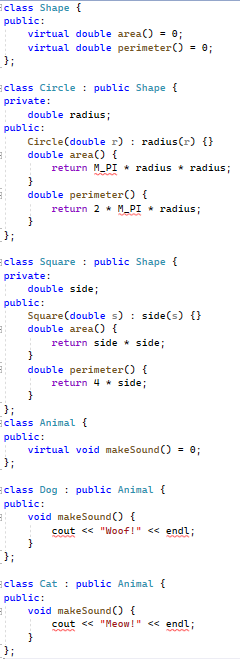 class Shape {
public:
    virtual double area() = 0;
    virtual double perimeter() = 0;
};

class Circle : public Shape {
private:
    double radius;
public:
    Circle(double r) : radius(r) {}
    double area() {
        return M_PI * radius * radius;
    }
    double perimeter() {
        return 2 * M_PI * radius;
    }
};

class Square : public Shape {
private:
    double side;
public:
    Square(double s) : side(s) {}
    double area() {
        return side * side;
    }
    double perimeter() {
        return 4 * side;
    }
};
class Animal {
public:
    virtual void makeSound() = 0;
};

class Dog : public Animal {
public:
    void makeSound() {
        cout << "Woof!" << endl;
    }
};

class Cat : public Animal {
public:
    void makeSound() {
        cout << "Meow!" << endl;
    }
};